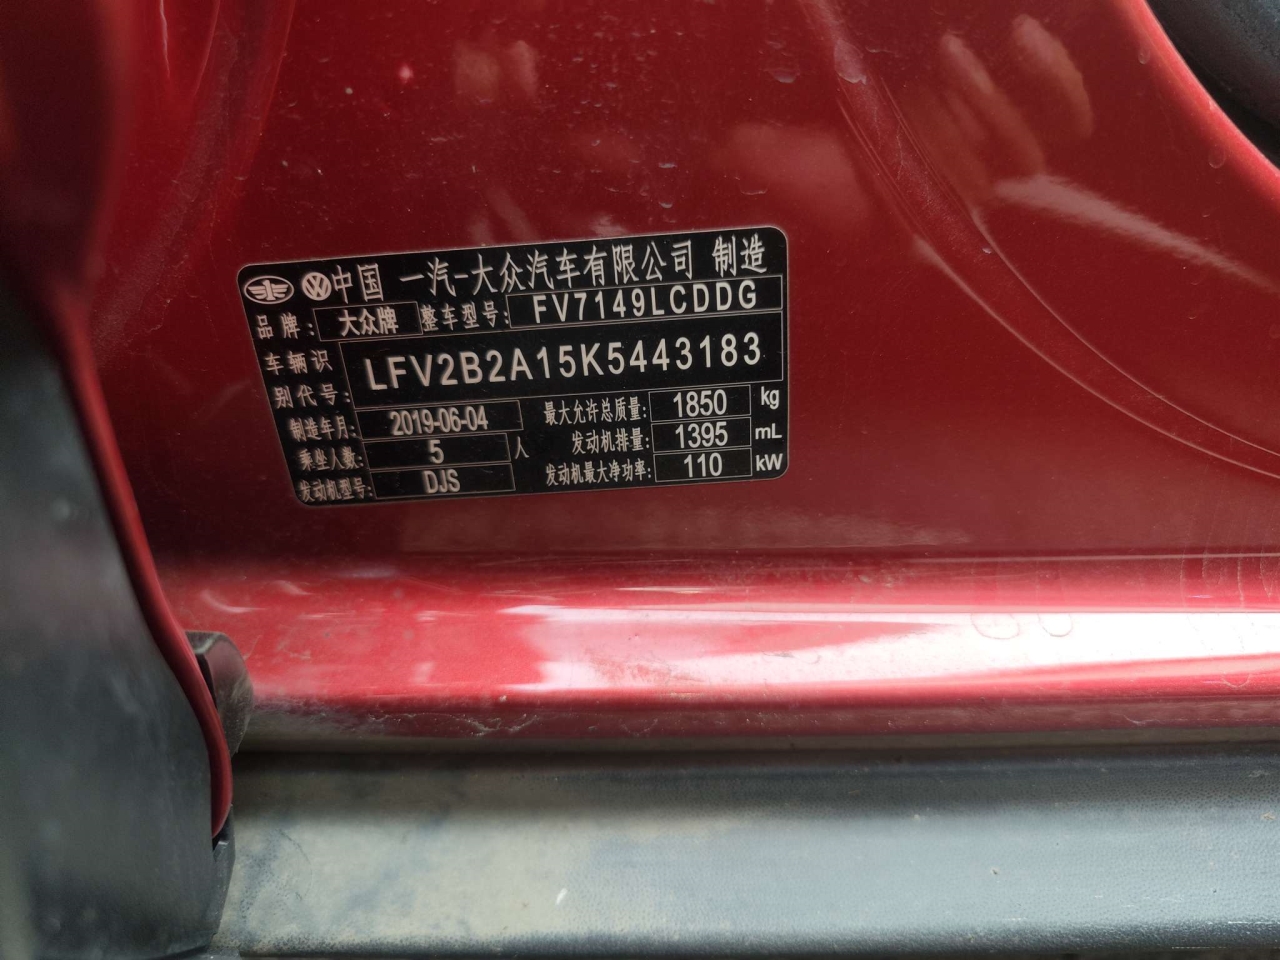 中国 一汽-大众汽车有限公司 制造
品牌: 大众牌 整车型号: FV7149LCDDG
车辆识别代号: LFV2B2A15K5443183
制造年月: 2019-06-04 最大允许总质量: 1850 kg
乘坐人数: 5 人 发动机排量: 1395 mL
发动机型号: DJS 发动机最大净功率: 110 kW